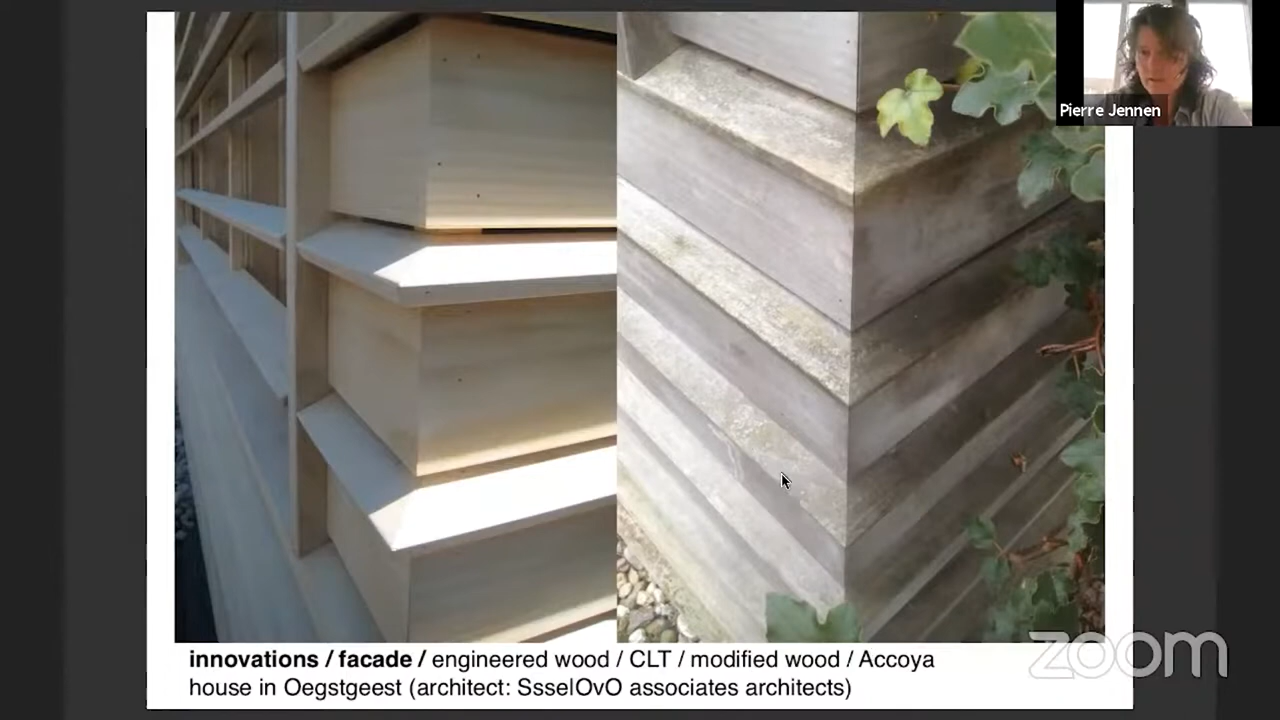 Pierre Jennen
innovations / facade / engineered wood / CLT / modified wood / Accoya
house in Oegstgeest (architect: SsselOvO associates architects)
zoom